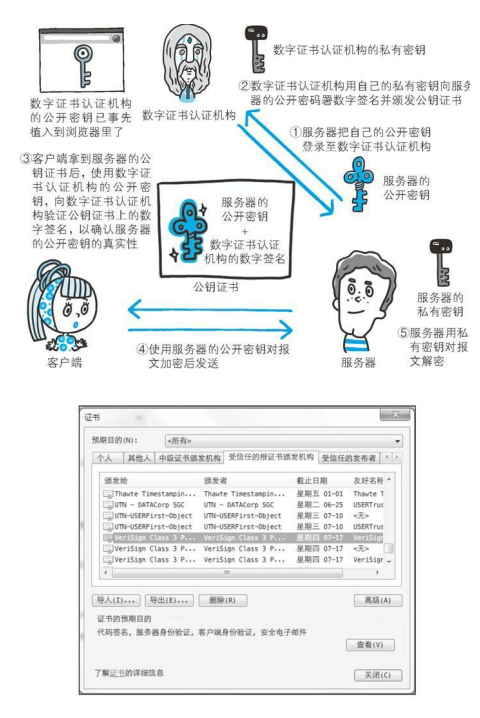 数字证书认证机构的私有密钥
②数字证书认证机构用自己的私有密钥向服务
器的公开密码署数字签名并颁发公钥证书
数字证书认证机构
的公开密钥已事先
植入到浏览器里了
数字证书认证机构
①服务器把自己的公开密钥
登录至数字证书认证机构
③客户端拿到服务器的公
钥证书后，使用数字证
书认证机构的公开密
钥，向数字证书认证机
构验证公钥证书上的数
字签名，以确认服务器
的公开密钥的真实性
服务器的
公开密钥
服务器的
公开密钥
+
数字证书认证
机构的数字签名
公钥证书
服务器的
私有密钥
④使用服务器的公开密钥对报
文加密后发送
⑤服务器用私
有密钥对报
文解密
客户端
服务器
证书
预期目的(N): <所有>
个人 其他人 中级证书颁发机构 受信任的根证书颁发机构 受信任的发布者
颁发给 颁发者 截止日期 友好名称
Thawte Timestampin... Thawte Timestampin... 星期五 01-01 Thawte T
UTN - DATACorp SGC UTN - DATACorp SGC 星期二 06-25 USERTrus
UTN-USERFirst-Object UTN-USERFirst-Object 星期三 07-10 <无>
UTN-USERFirst-Object UTN-USERFirst-Object 星期三 07-10 USERTrus
VeriSign Class 3 P... VeriSign Class 3 P... 星期四 07-17 VeriSign
VeriSign Class 3 P... VeriSign Class 3 P... 星期四 07-17 <无>
VeriSign Class 3 P... VeriSign Class 3 P... 星期四 07-17 VeriSign
导入(I)... 导出(E)... 删除(R) 高级(A)
证书的预期目的
代码签名, 服务器身份验证, 客户端身份验证, 安全电子邮件
查看(V)
了解证书的详细信息
关闭(C)